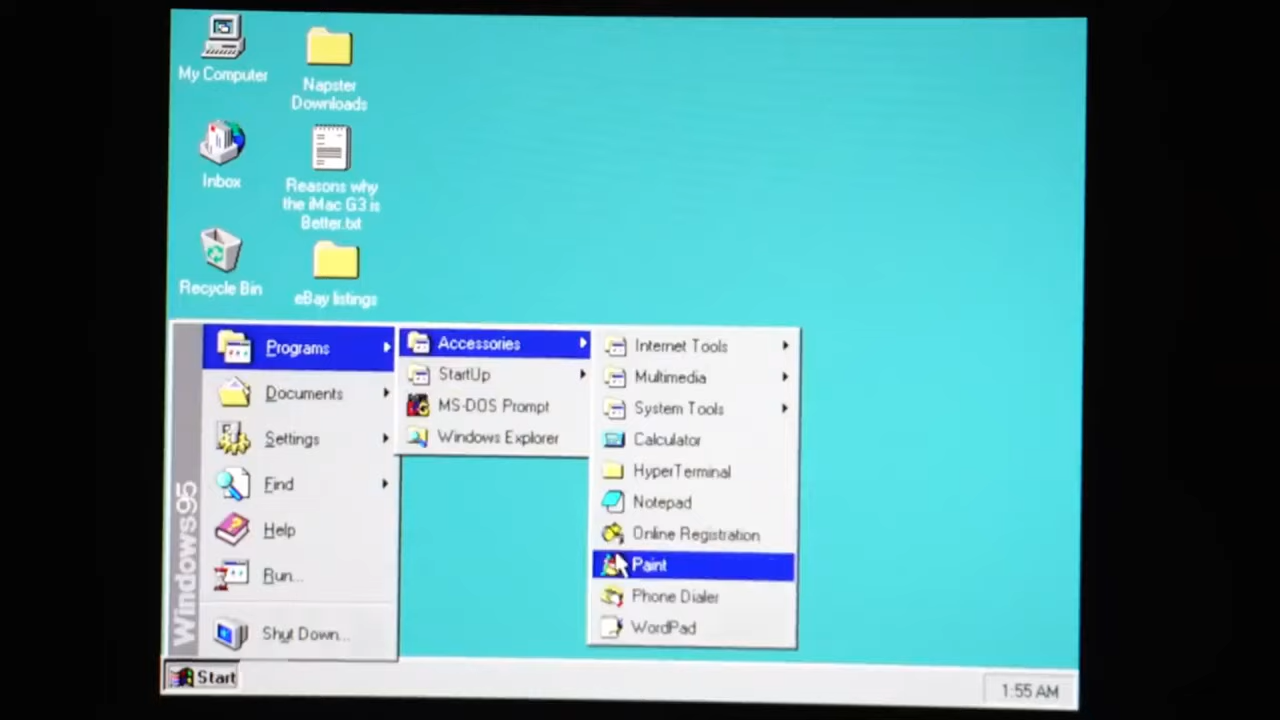 My Computer
Napster
Downloads
Inbox
Reasons why
the iMac G3 is
Better.txt
Recycle Bin
eBay listings
Programs
Documents
Settings
Find
Help
Run...
Shut Down...
Windows95
Accessories
StartUp
MS-DOS Prompt
Windows Explorer
Internet Tools
Multimedia
System Tools
Calculator
HyperTerminal
Notepad
Online Registration
Paint
Phone Dialer
WordPad
Start
1:55 AM